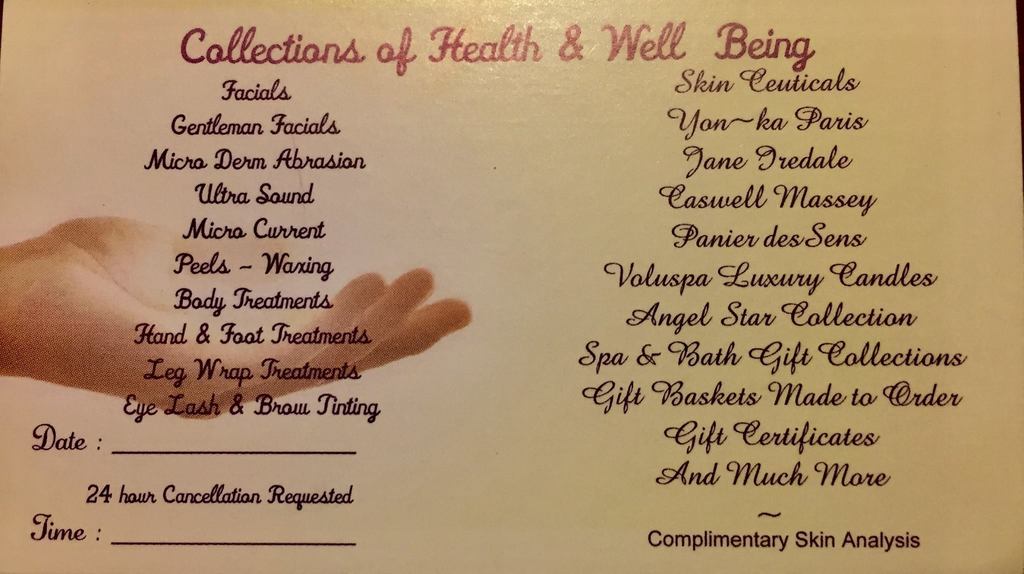 Collections of Health & Well Being
Facials
Gentleman Facials
Micro Derm Abrasion
Ultra Sound
Micro Current
Peels ~ Waxing
Body Treatments
Hand & Foot Treatments
Leg Wrap Treatments
Eye Lash & Brow Tinting
Date : 
24 hour Cancellation Requested
Time : 
Skin Ceuticals
Yon~ka Paris
Jane Iredale
Caswell Massey
Panier des Sens
Voluspa Luxury Candles
Angel Star Collection
Spa & Bath Gift Collections
Gift Baskets Made to Order
Gift Certificates
And Much More
~
Complimentary Skin Analysis